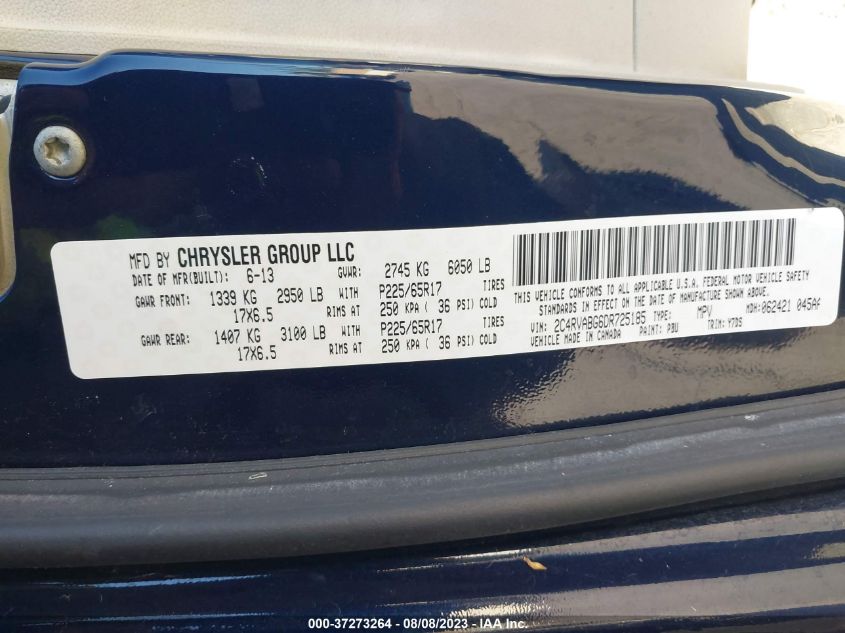 MFD BY CHRYSLER GROUP LLC
DATE OF MFR(BUILT): 6-13 GVWR: 2745 KG 6050 LB
GAWR FRONT: 1339 KG 2950 LB WITH P225/65R17 TIRES
17X6.5 RIMS AT 250 KPA ( 36 PSI) COLD
GAWR REAR: 1407 KG 3100 LB WITH P225/65R17 TIRES
17X6.5 RIMS AT 250 KPA ( 36 PSI) COLD
THIS VEHICLE CONFORMS TO ALL APPLICABLE U.S.A. FEDERAL MOTOR VEHICLE SAFETY
STANDARDS IN EFFECT ON THE DATE OF MANUFACTURE SHOWN ABOVE.
VIN: 2C4RVABG6DR725185 TYPE: MPV MDH: 062421 045AA
VEHICLE MADE IN CANADA PAINT: PBU TRIM: Y7DS
000-37273264 - 08/08/2023 - IAA Inc.